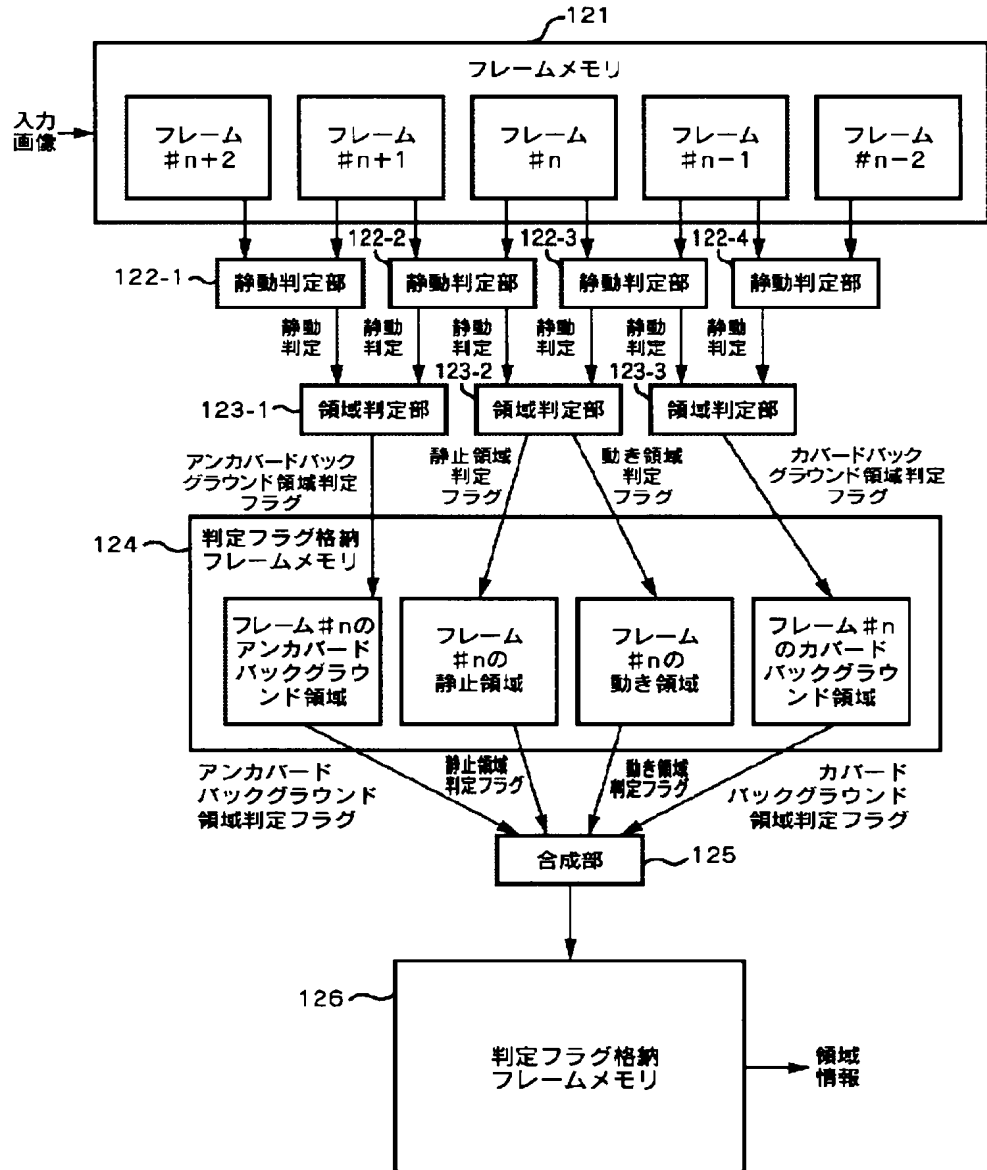 121
フレームメモリ
入力
画像
フレーム
#n+2
フレーム
#n+1
フレーム
#n
フレーム
#n−1
フレーム
#n−2
122-1
静動判定部
122-2
静動判定部
122-3
静動判定部
122-4
静動判定部
静動
判定
静動
判定
静動
判定
静動
判定
静動
判定
静動
判定
123-1
領域判定部
123-2
領域判定部
123-3
領域判定部
アンカバードバック
グラウンド領域判定
フラグ
静止領域
判定
フラグ
動き領域
判定
フラグ
カバードバック
グラウンド領域判定
フラグ
124
判定フラグ格納
フレームメモリ
フレーム#nの
アンカバード
バックグラウ
ンド領域
フレーム
#nの
静止領域
フレーム
#nの
動き領域
フレーム#n
のカバード
バックグラウ
ンド領域
アンカバード
バックグラウンド
領域判定フラグ
静止領域
判定フラグ
動き領域
判定フラグ
カバード
バックグラウンド
領域判定フラグ
合成部
125
126
判定フラグ格納
フレームメモリ
領域
情報